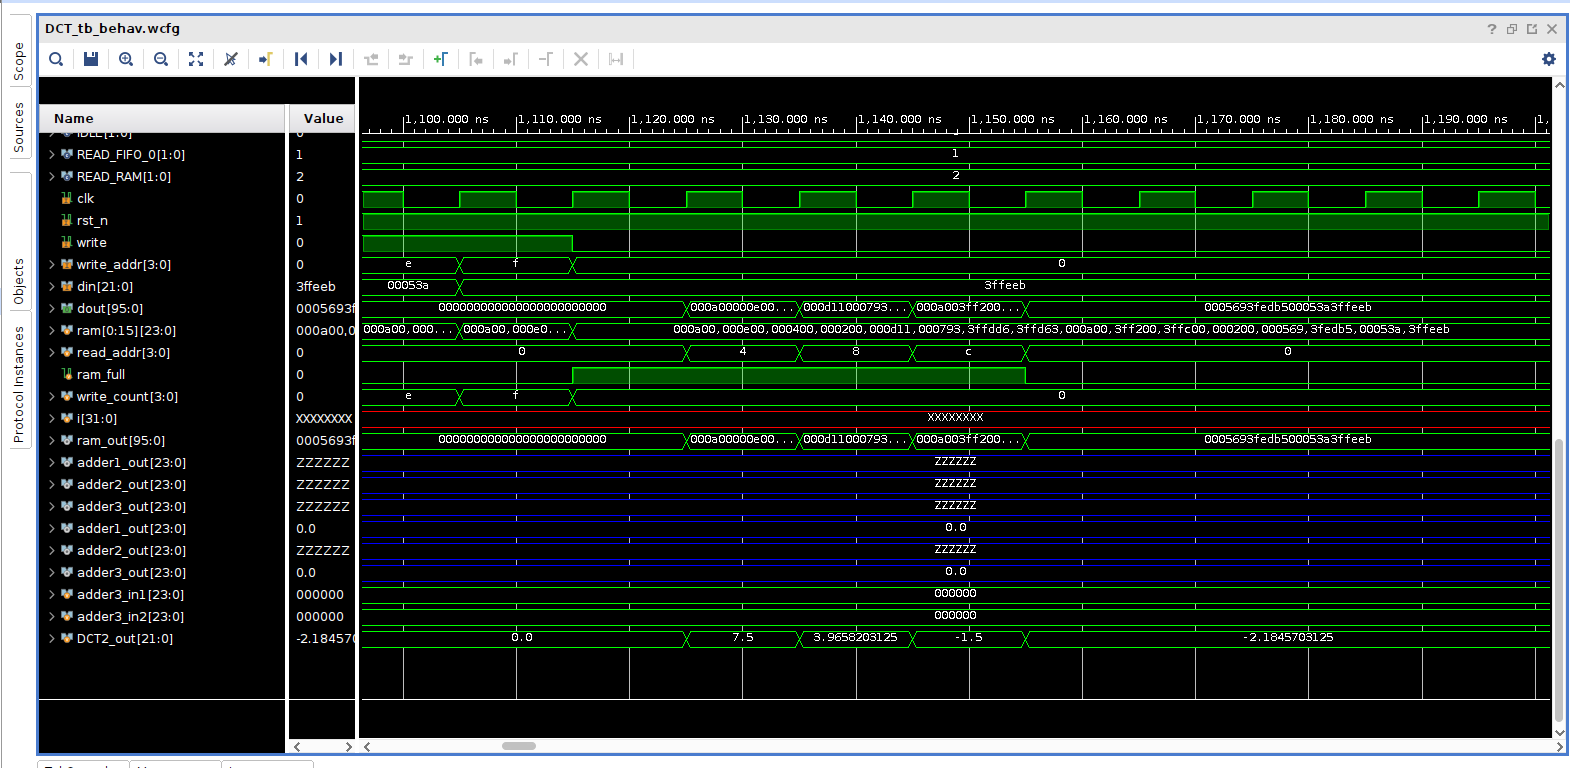 DCT_tb_behav.wcfg
Scope
Sources
Objects
Protocol Instances
Name Value
1,100.000 ns 1,110.000 ns 1,120.000 ns 1,130.000 ns 1,140.000 ns 1,150.000 ns 1,160.000 ns 1,170.000 ns 1,180.000 ns 1,190.000 ns 1,
IDLE[1:0] 0
READ_FIFO_0[1:0] 1 1
READ_RAM[1:0] 2 2
clk 0
rst_n 1
write 0
write_addr[3:0] 0 e f 0
din[21:0] 3ffeeb 00053a 3ffeeb
dout[95:0] 0005693f 000000000000000000000000 000a00000e00... 000d11000793... 000a003ff200... 0005693fedb500053a3ffeeb
ram[0:15][23:0] 000a00,0 000a00,000... 000a00,000e0... 000a00,000e00,000400,000200,000d11,000793,3ffdd6,3ffd63,000a00,3ff200,3ffc00,000200,000569,3fedb5,00053a,3ffeeb
read_addr[3:0] 0 0 4 8 c 0
ram_full 0
write_count[3:0] 0 e f 0
i[31:0] XXXXXXXX XXXXXXXX
ram_out[95:0] 0005693f 000000000000000000000000 000a00000e00... 000d11000793... 000a003ff200... 0005693fedb500053a3ffeeb
adder1_out[23:0] ZZZZZZ ZZZZZZ
adder2_out[23:0] ZZZZZZ ZZZZZZ
adder3_out[23:0] ZZZZZZ ZZZZZZ
adder1_out[23:0] 0.0 0.0
adder2_out[23:0] ZZZZZZ ZZZZZZ
adder3_out[23:0] 0.0 0.0
adder3_in1[23:0] 000000 000000
adder3_in2[23:0] 000000 000000
DCT2_out[21:0] -2.184570 0.0 7.5 3.9658203125 -1.5 -2.1845703125